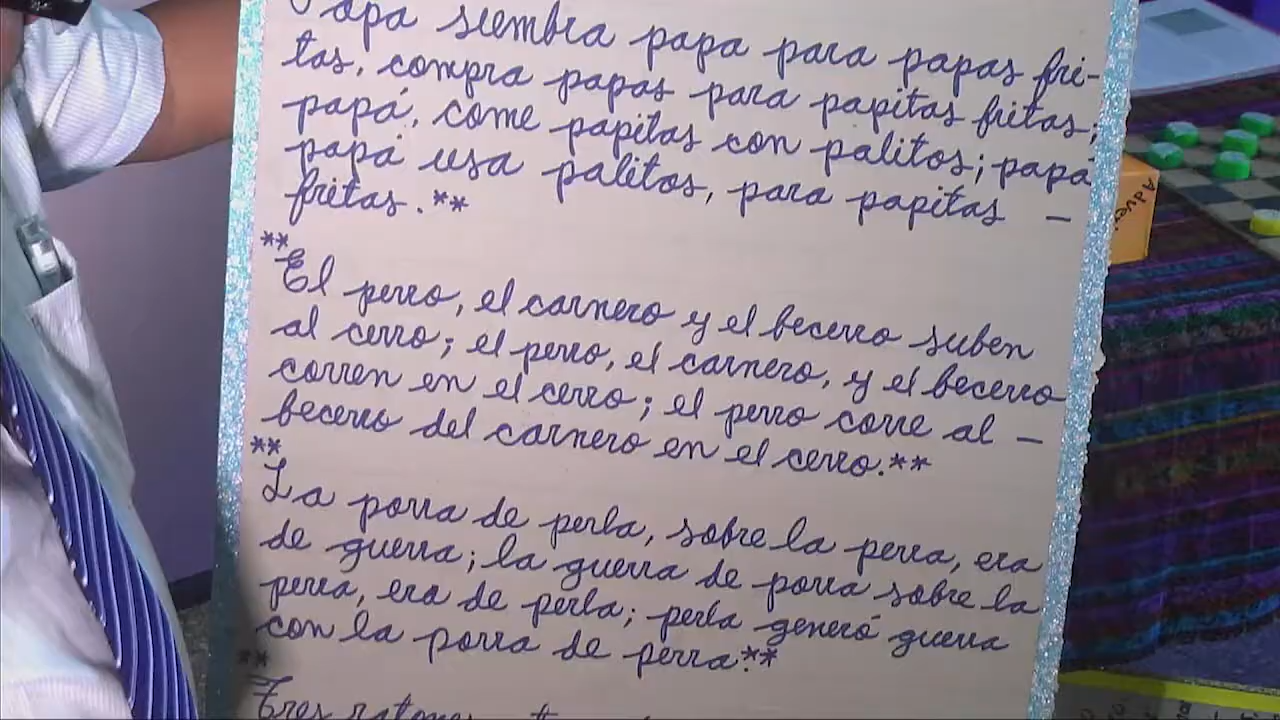 Papa siembra papa para papas fri-
tas, compra papas para papitas fritas;
papá, come papitas con palitos; papá
papá usa palitos, para papitas -
fritas.**
**
El perro, el carnero y el becerro suben
al cerro; el perro, el carnero, y el becerro
corren en el cerro; el perro corre al -
becerro del carnero en el cerro.**
**
La porra de perla, sobre la perra, era
de guerra; la guerra de porra sobre la
perra, era de perla; perla generó guerra
con la porra de perra.**
**
Tres ratones